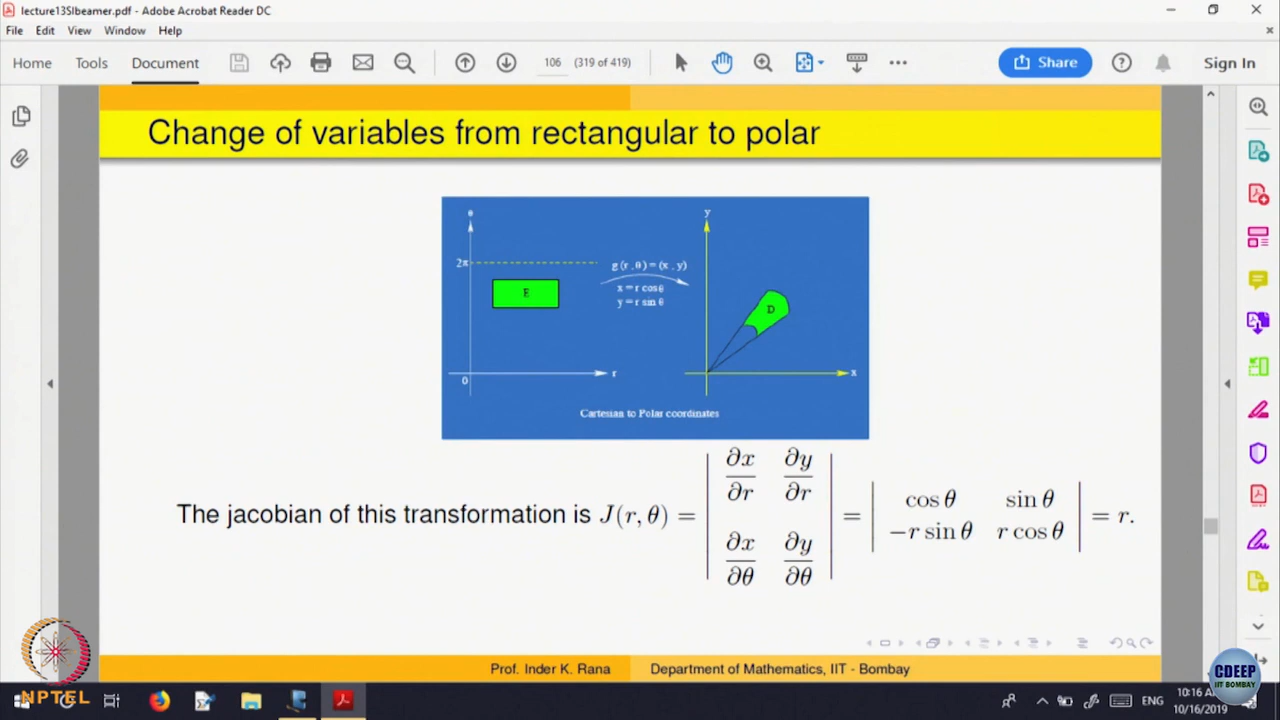 lecture13Slbeamer.pdf - Adobe Acrobat Reader DC
File Edit View Window Help
Home Tools Document 106 (319 of 419) Share Sign In
Change of variables from rectangular to polar
θ y
2π g(r, θ) = (x, y)
E x = r cosθ D
y = r sin θ
0 r x
Cartesian to Polar coordinates
The jacobian of this transformation is J(r, θ) = | ∂x/∂r ∂y/∂r | = | cos θ sin θ | = r.
| ∂x/∂θ ∂y/∂θ | | −r sin θ r cos θ |
Prof. Inder K. Rana Department of Mathematics, IIT - Bombay
NPTEL
CDEEP
IIT BOMBAY
ENG
10:16 A
10/16/2019